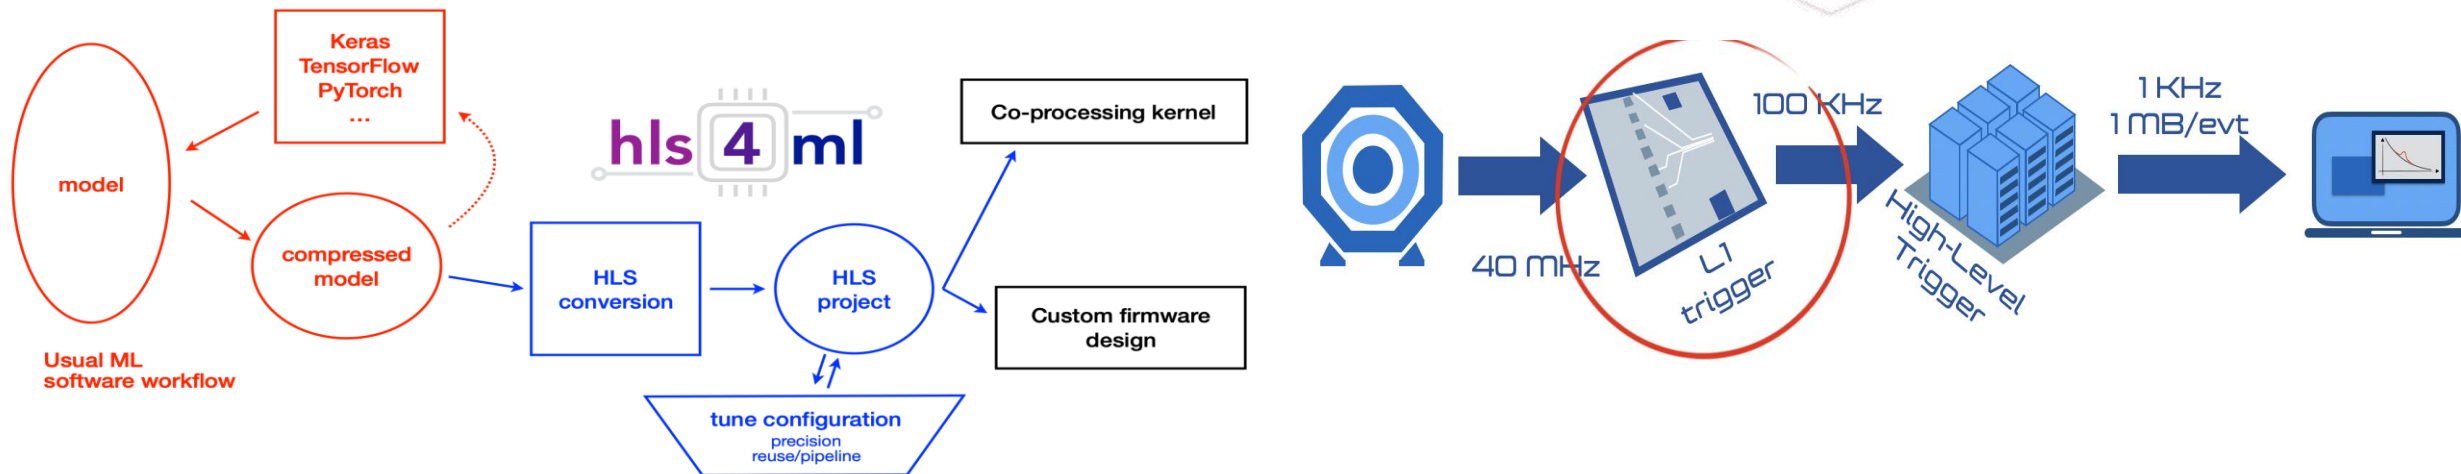 Keras
TensorFlow
PyTorch
...
model
compressed
model
Usual ML
software workflow
hls 4 ml
HLS
conversion
HLS
project
tune configuration
precision
reuse/pipeline
Co-processing kernel
Custom firmware
design
40 MHz
L1
trigger
100 KHz
High-Level
Trigger
1 KHz
1 MB/evt